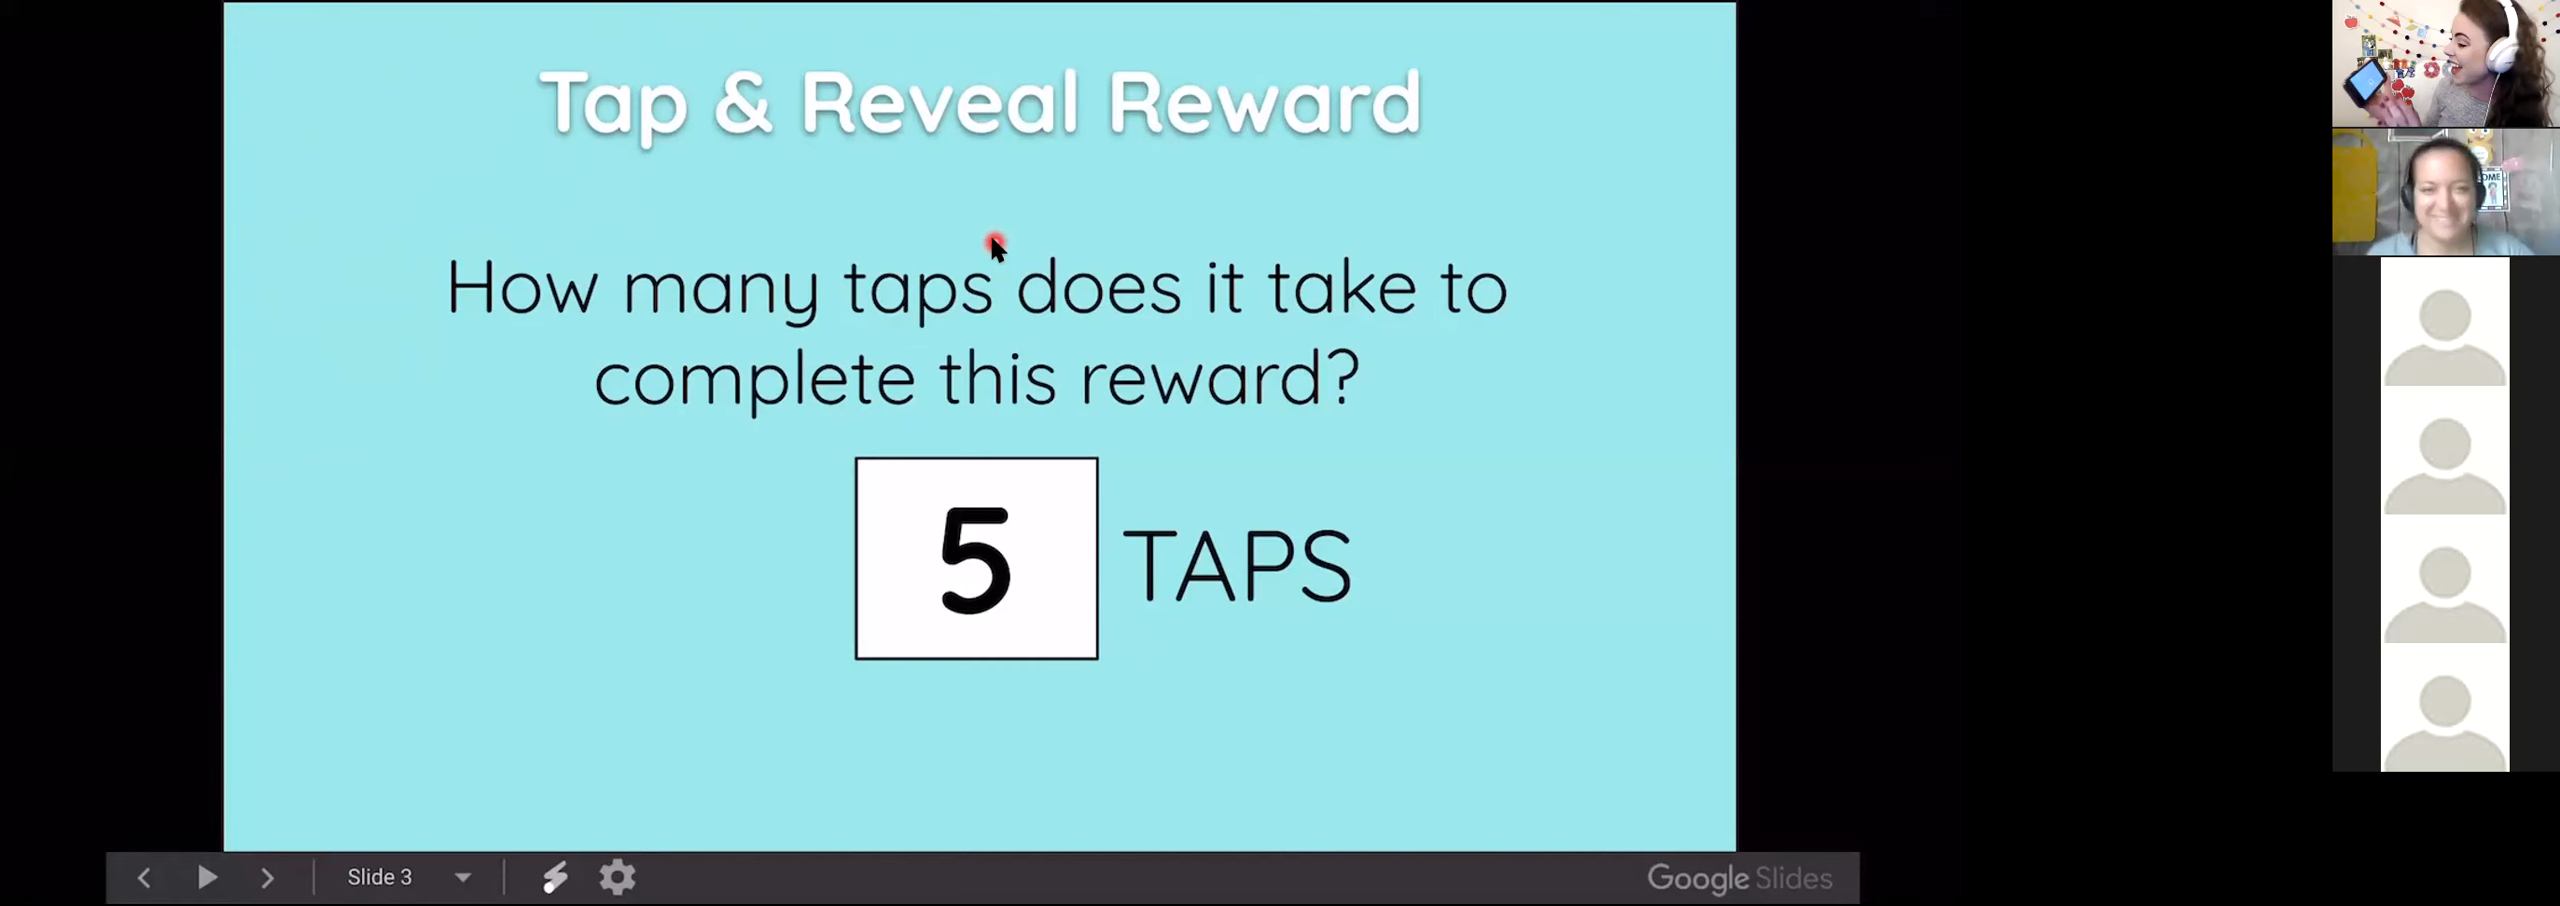 Tap & Reveal Reward
How many taps does it take to
complete this reward?
5 TAPS
Slide 3
Google Slides
OME